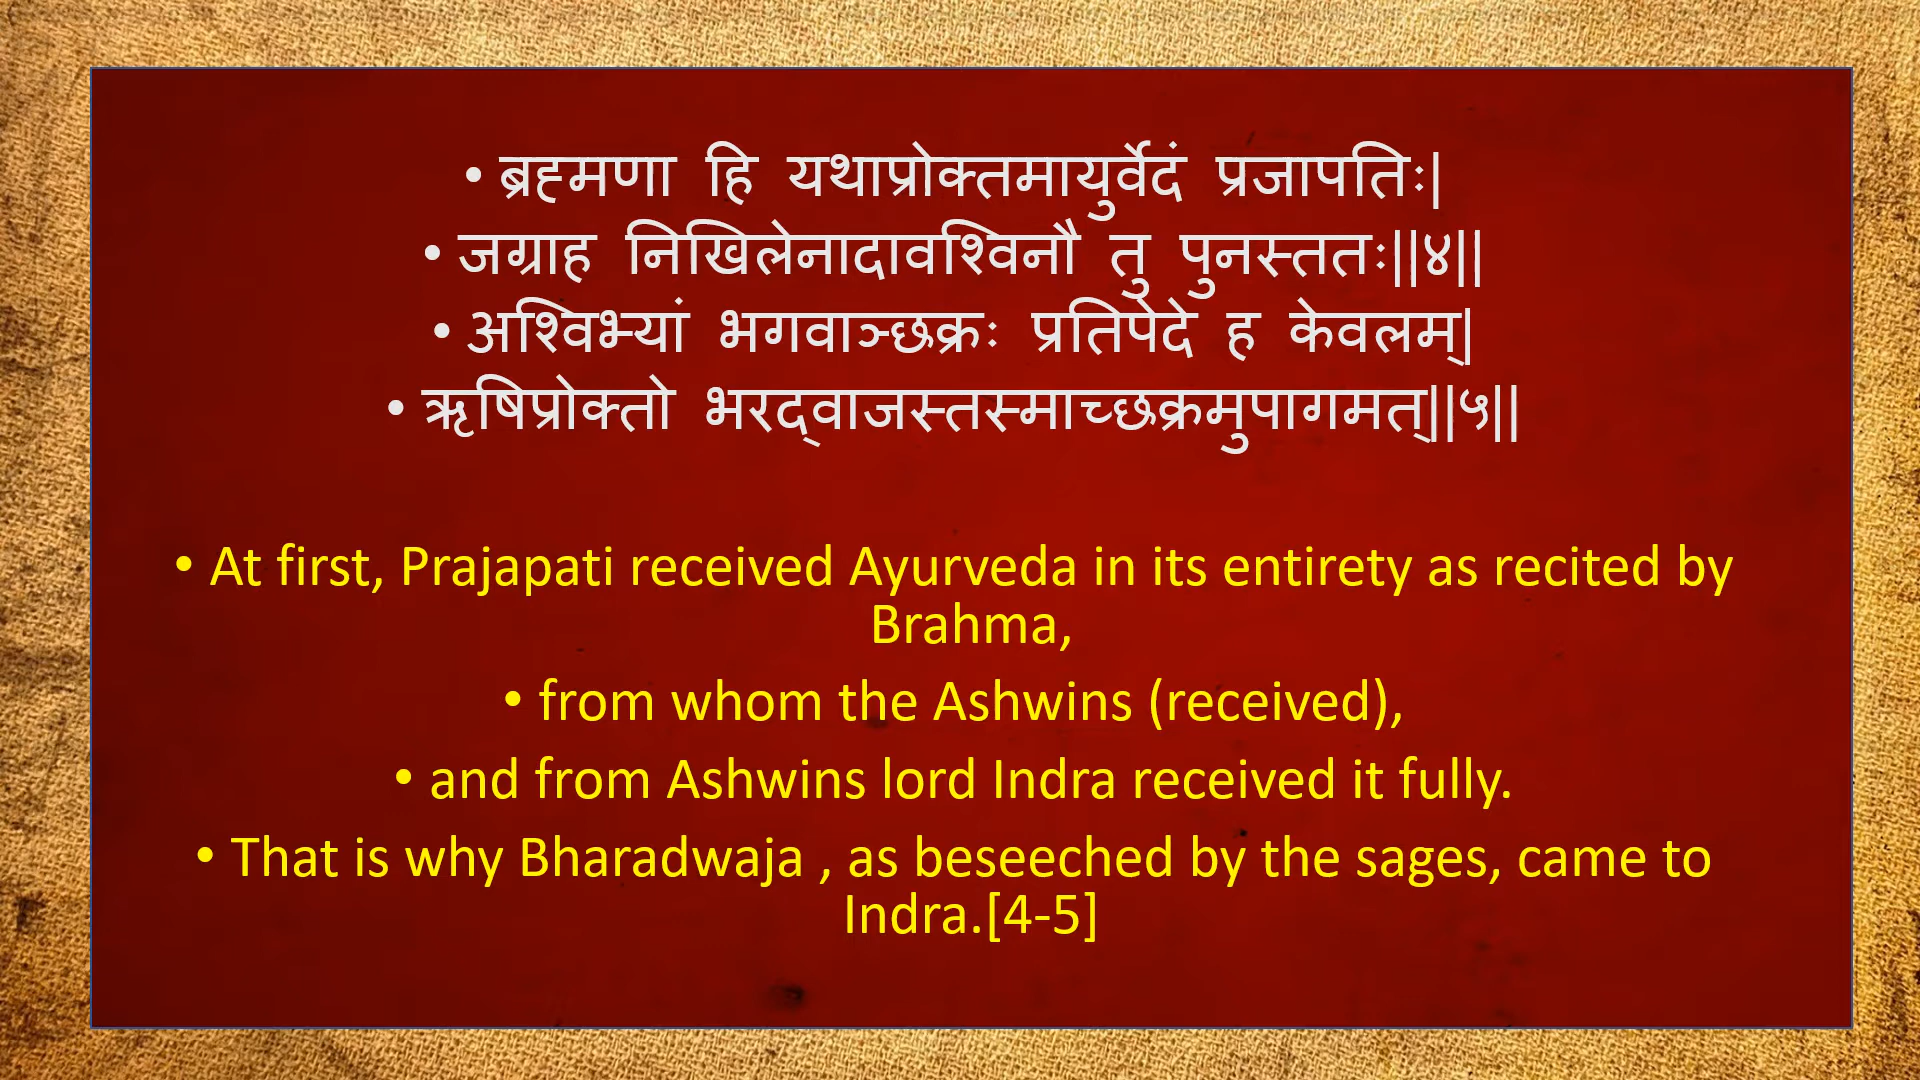 • ब्रह्मणा हि यथाप्रोक्तमायुर्वेदं प्रजापतिः|
• जग्राह निखिलेनादावश्विनौ तु पुनस्ततः||४||
• अश्विभ्यां भगवाञ्छक्रः प्रतिपेदे ह केवलम्|
• ऋषिप्रोक्तो भरद्वाजस्तस्माच्छक्रमुपागमत्||५||
• At first, Prajapati received Ayurveda in its entirety as recited by
Brahma,
• from whom the Ashwins (received),
• and from Ashwins lord Indra received it fully.
• That is why Bharadwaja , as beseeched by the sages, came to
Indra.[4-5]